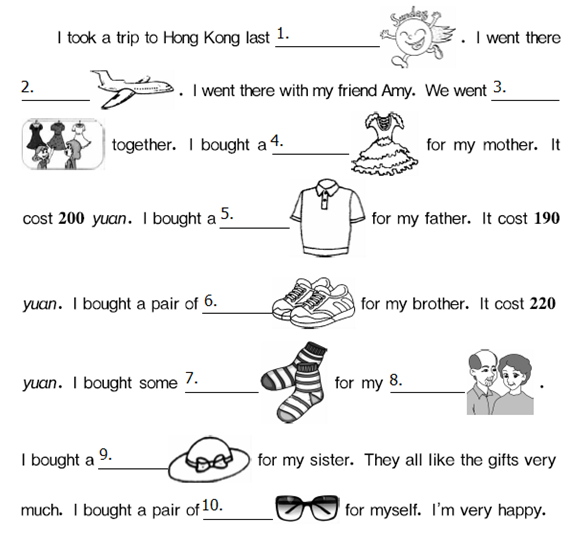 I took a trip to Hong Kong last 1. ____________ Sunday . I went there
2. ________ . I went there with my friend Amy. We went 3. ________
together. I bought a 4. ________ for my mother. It
cost 200 yuan. I bought a 5. ________ for my father. It cost 190
yuan. I bought a pair of 6. ________ for my brother. It cost 220
yuan. I bought some 7. ________ for my 8. ________ .
I bought a 9. ________ for my sister. They all like the gifts very
much. I bought a pair of 10. ________ for myself. I'm very happy.